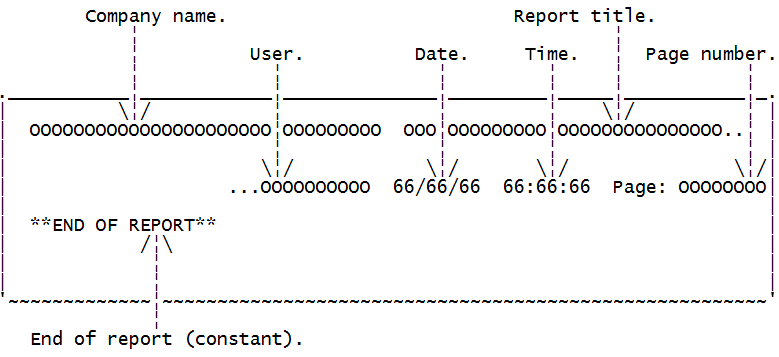 Company name. Report title.
User. Date. Time. Page number.
OOOOOOOOOOOOOOOOOOOOOO OOOOOOOOO OOO OOOOOOOOO OOOOOOOOOOOOOOO..
...OOOOOOOOOO 66/66/66 66:66:66 Page: OOOOOOOO
**END OF REPORT**
End of report (constant).